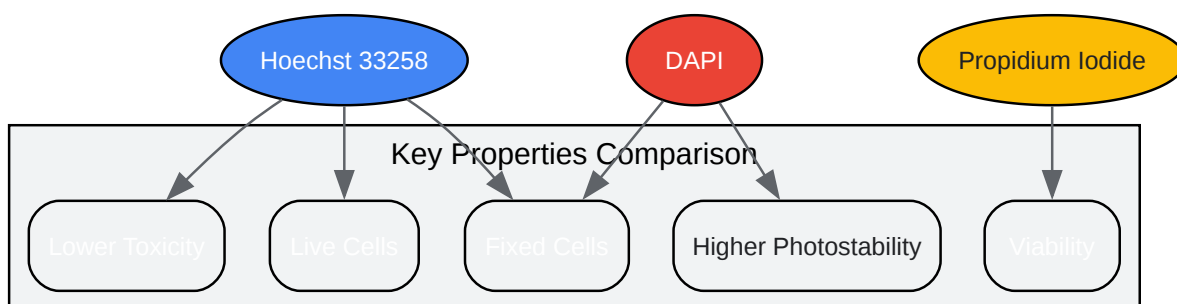 Hoechst 33258
DAPI
Propidium Iodide
Key Properties Comparison
Lower Toxicity
Live Cells
Fixed Cells
Higher Photostability
Viability